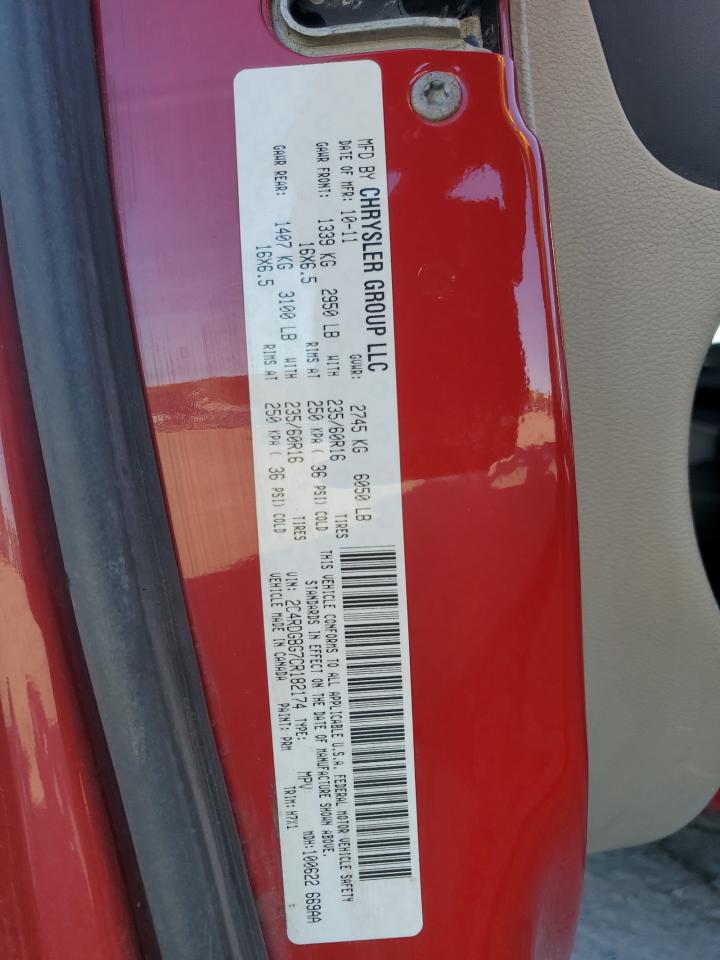 MFD BY CHRYSLER GROUP LLC
DATE OF MFR: 10-11 GVWR: 2745 KG 6050 LB
GAWR FRONT: 1339 KG 2950 LB WITH 235/60R16 TIRES
16X6.5 RIMS AT 250 KPA ( 36 PSI) COLD
GAWR REAR: 1407 KG 3100 LB WITH 235/60R16 TIRES
16X6.5 RIMS AT 250 KPA ( 36 PSI) COLD
THIS VEHICLE CONFORMS TO ALL APPLICABLE U.S.A. FEDERAL MOTOR VEHICLE SAFETY
STANDARDS IN EFFECT ON THE DATE OF MANUFACTURE SHOWN ABOVE.
MDH: 100622 669AA
VIN: 2C4RDGBG7CR182174 TYPE: MPV
VEHICLE MADE IN CANADA PAINT: PRM TRIM: H7X1